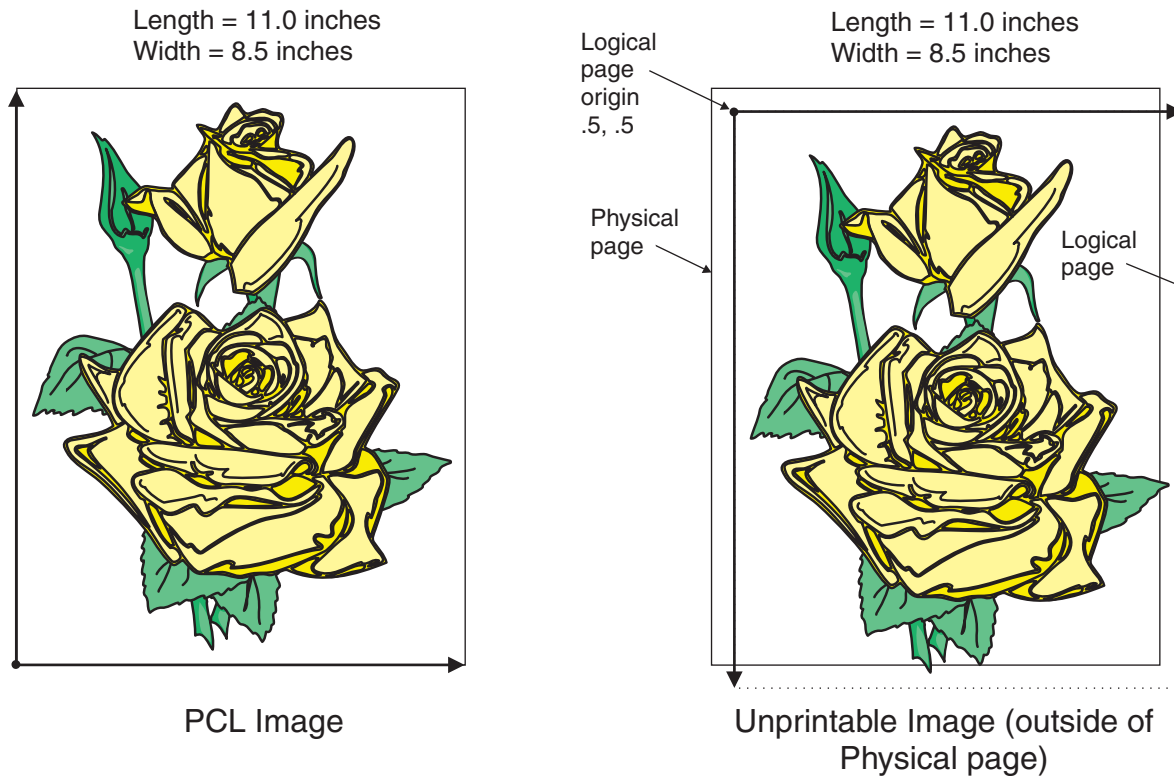 Length = 11.0 inches
Width = 8.5 inches
PCL Image
Length = 11.0 inches
Width = 8.5 inches
Logical
page
origin
.5, .5
Physical
page
Logical
page
Unprintable Image (outside of
Physical page)